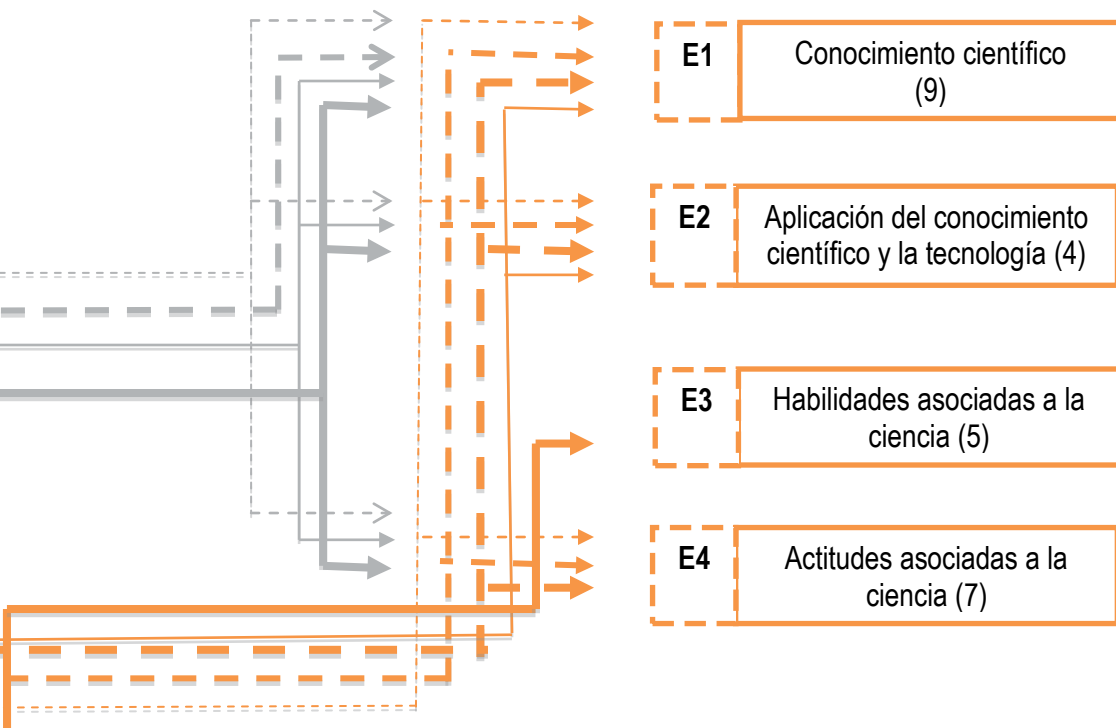 E1
Conocimiento científico
(9)
E2
Aplicación del conocimiento
científico y la tecnología (4)
E3
Habilidades asociadas a la
ciencia (5)
E4
Actitudes asociadas a la
ciencia (7)